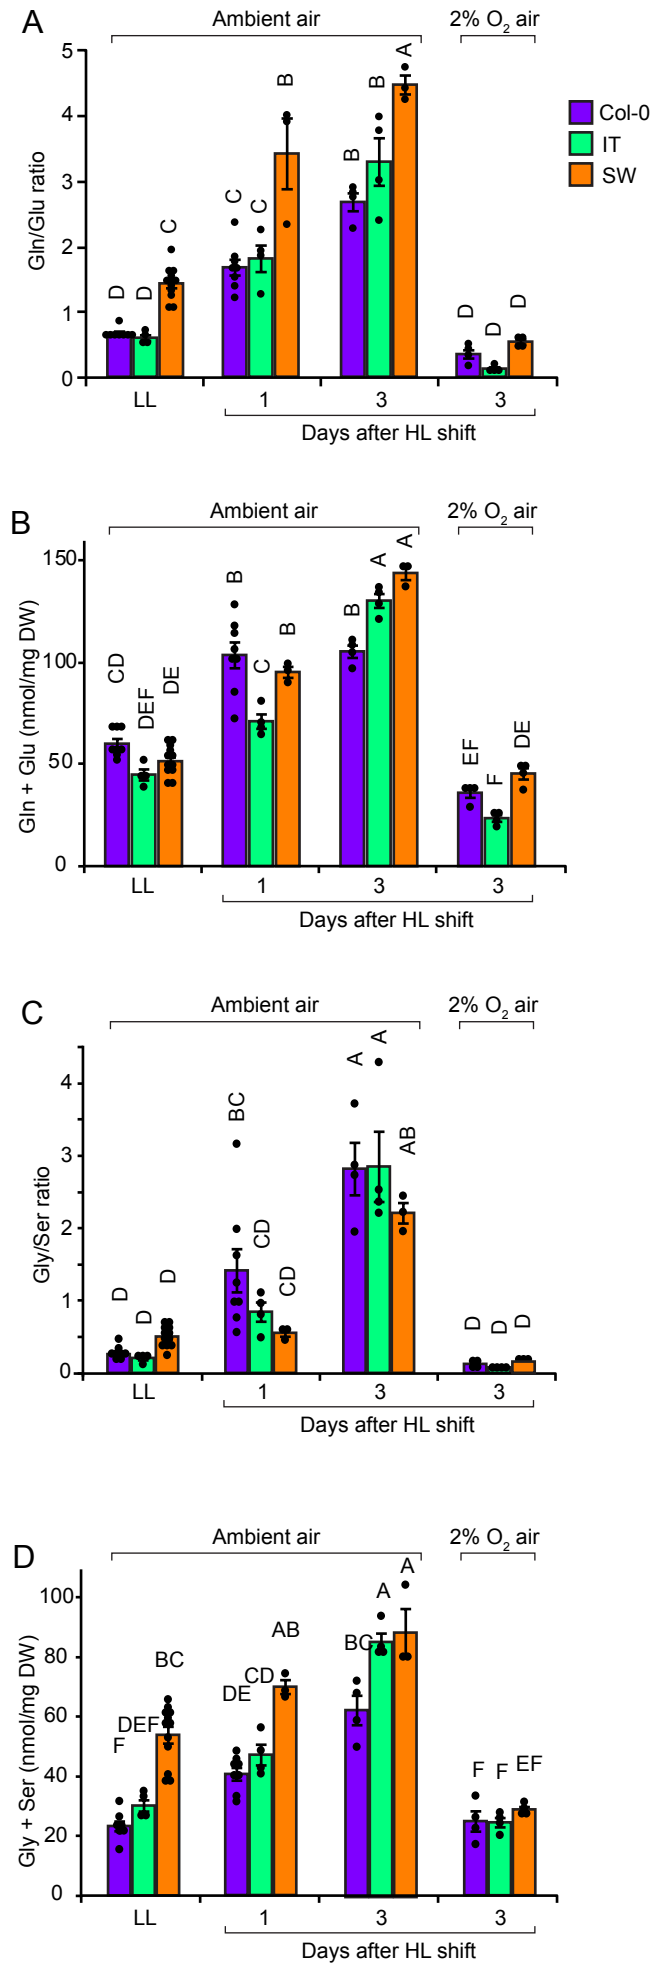 A
Ambient air
2% O₂ air
Gln/Glu ratio
5
4
3
2
1
0
D D C
C C B
B B A
D D D
Col-0
IT
SW
LL
1
3
3
Days after HL shift
B
Ambient air
2% O₂ air
Gln + Glu (nmol/mg DW)
150
100
50
0
CD DEF DE
B C B
B A A
EF F DE
LL
1
3
3
Days after HL shift
C
Ambient air
2% O₂ air
Gly/Ser ratio
4
3
2
1
0
D D D
BC CD CD
A A AB
D D D
LL
1
3
3
Days after HL shift
D
Ambient air
2% O₂ air
Gly + Ser (nmol/mg DW)
100
80
60
40
20
0
F DEF BC
DE CD AB
BC A A
F F EF
LL
1
3
3
Days after HL shift